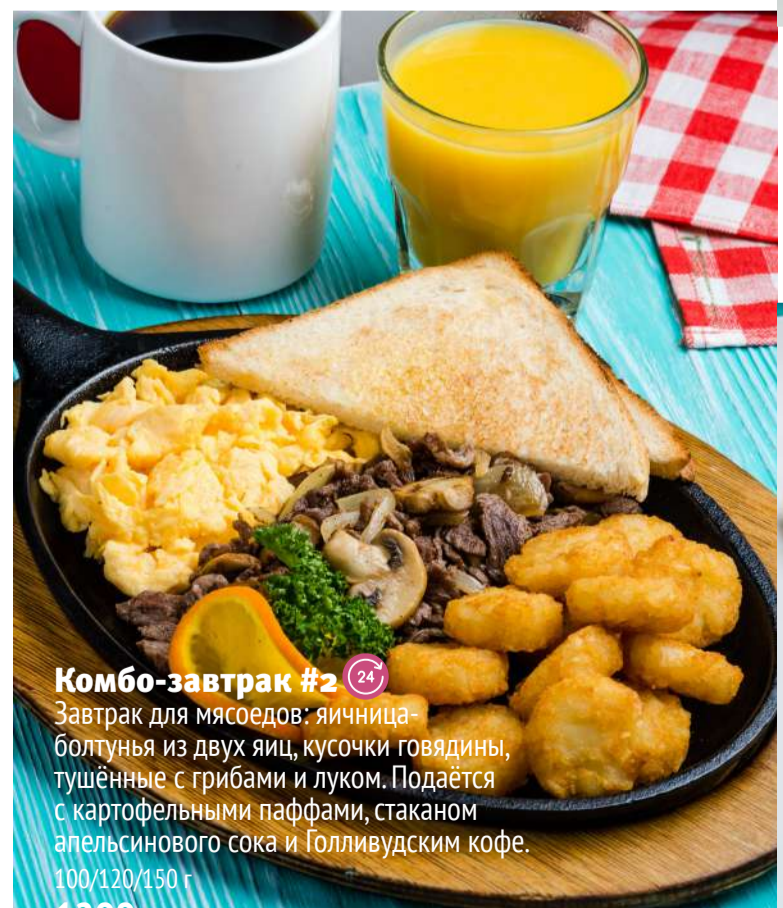 Комбо-завтрак #2 24
Завтрак для мясоедов: яичница-
болтунья из двух яиц, кусочки говядины,
тушённые с грибами и луком. Подаётся
с картофельными паффами, стаканом
апельсинового сока и Голливудским кофе.
100/120/150 г